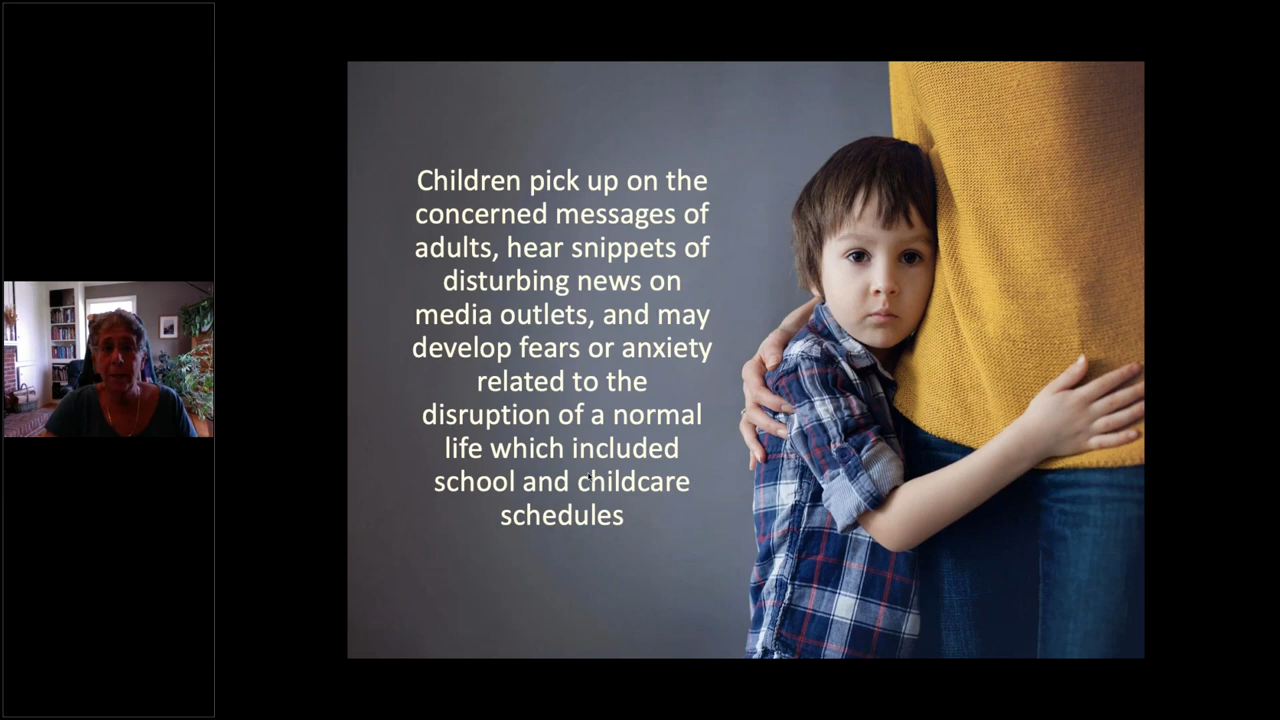 Children pick up on the
concerned messages of
adults, hear snippets of
disturbing news on
media outlets, and may
develop fears or anxiety
related to the
disruption of a normal
life which included
school and childcare
schedules